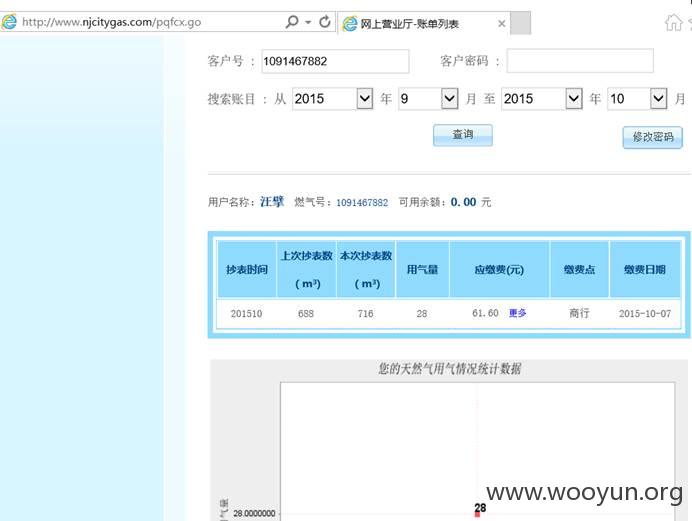 http://www.njcitygas.com/pqfcx.go
网上营业厅-账单列表
客户号 : 1091467882 客户密码 :
搜索账目 : 从 2015 年 9 月 至 2015 年 10 月
查询 修改密码
用户名称: 汪擘 燃气号: 1091467882 可用余额: 0.00 元
抄表时间 上次抄表数 (m³) 本次抄表数 (m³) 用气量 应缴费(元) 缴费点 缴费日期
201510 688 716 28 61.60 更多 商行 2015-10-07
您的天然气用气情况统计数据
28
28.0000000
www.wooyun.org